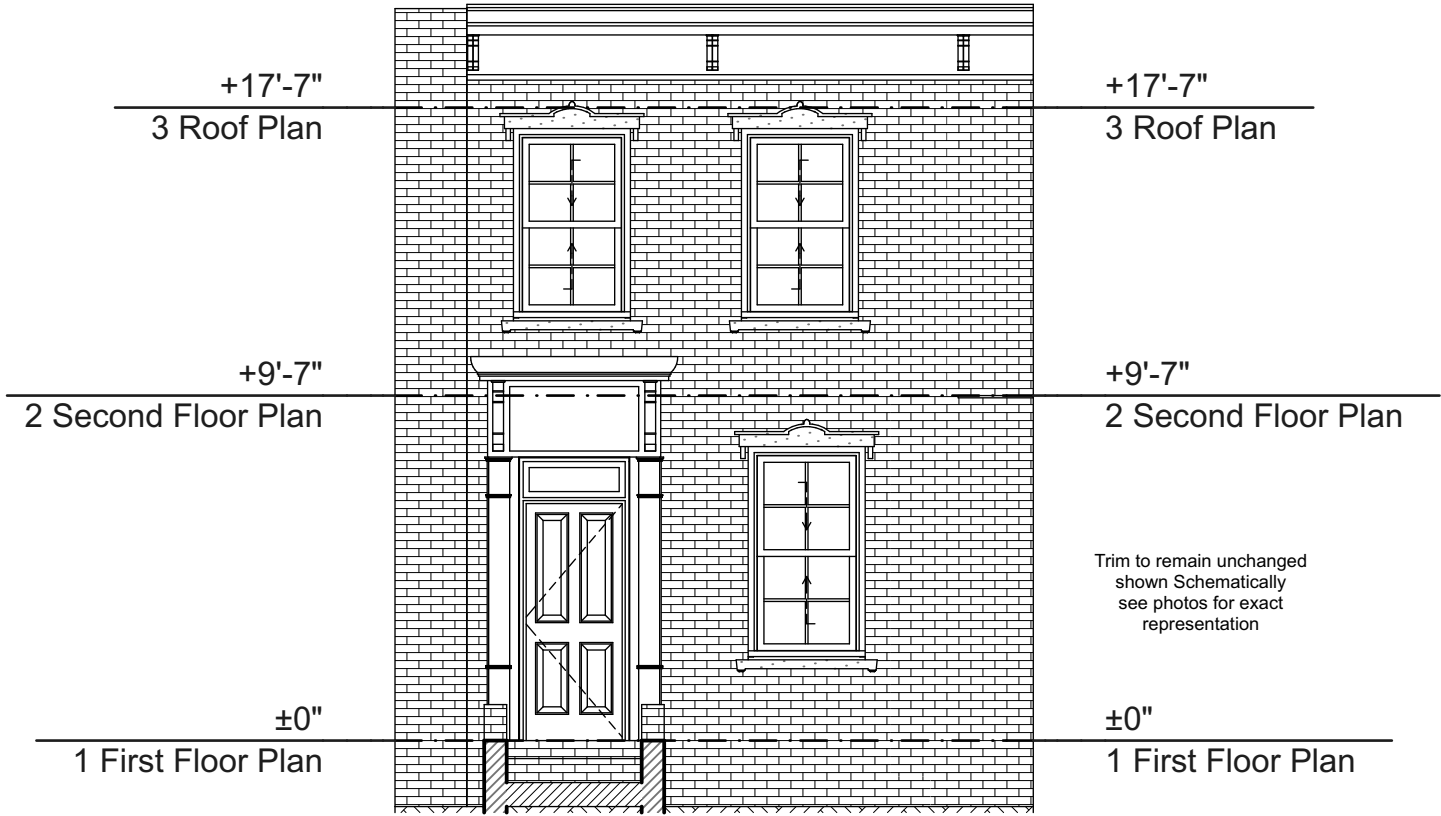 +17'-7"
3 Roof Plan
+17'-7"
3 Roof Plan
+9'-7"
2 Second Floor Plan
+9'-7"
2 Second Floor Plan
Trim to remain unchanged
shown Schematically
see photos for exact
representation
±0"
1 First Floor Plan
±0"
1 First Floor Plan